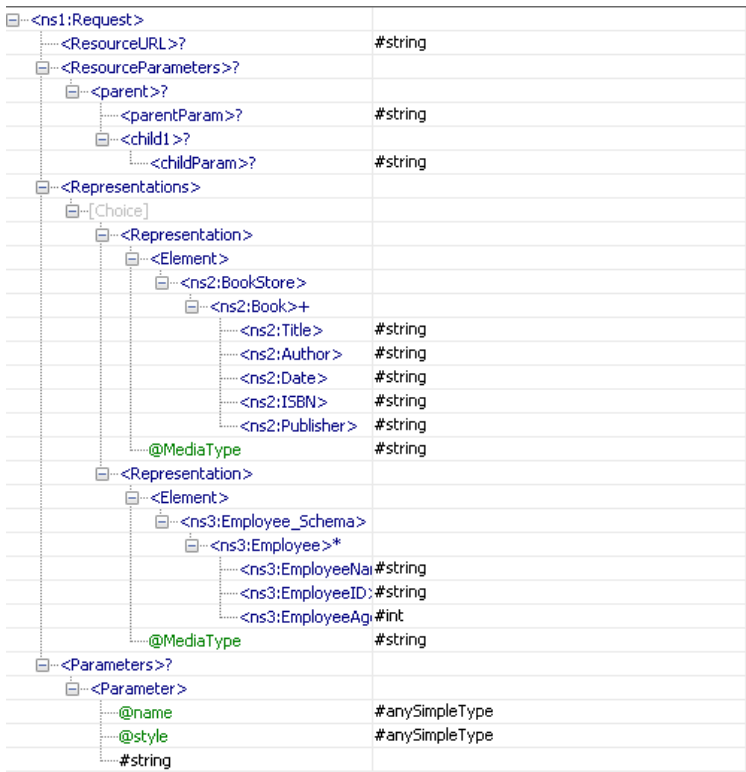 <ns1:Request>
<ResourceURL>? #string
<ResourceParameters>?
<parent>?
<parentParam>? #string
<child1>?
<childParam>? #string
<Representations>
[Choice]
<Representation>
<Element>
<ns2:BookStore>
<ns2:Book>+
<ns2:Title> #string
<ns2:Author> #string
<ns2:Date> #string
<ns2:ISBN> #string
<ns2:Publisher> #string
@MediaType #string
<Representation>
<Element>
<ns3:Employee_Schema>
<ns3:Employee>*
<ns3:EmployeeNa #string
<ns3:EmployeeID> #string
<ns3:EmployeeAg #int
@MediaType #string
<Parameters>?
<Parameter>
@name #anySimpleType
@style #anySimpleType
#string